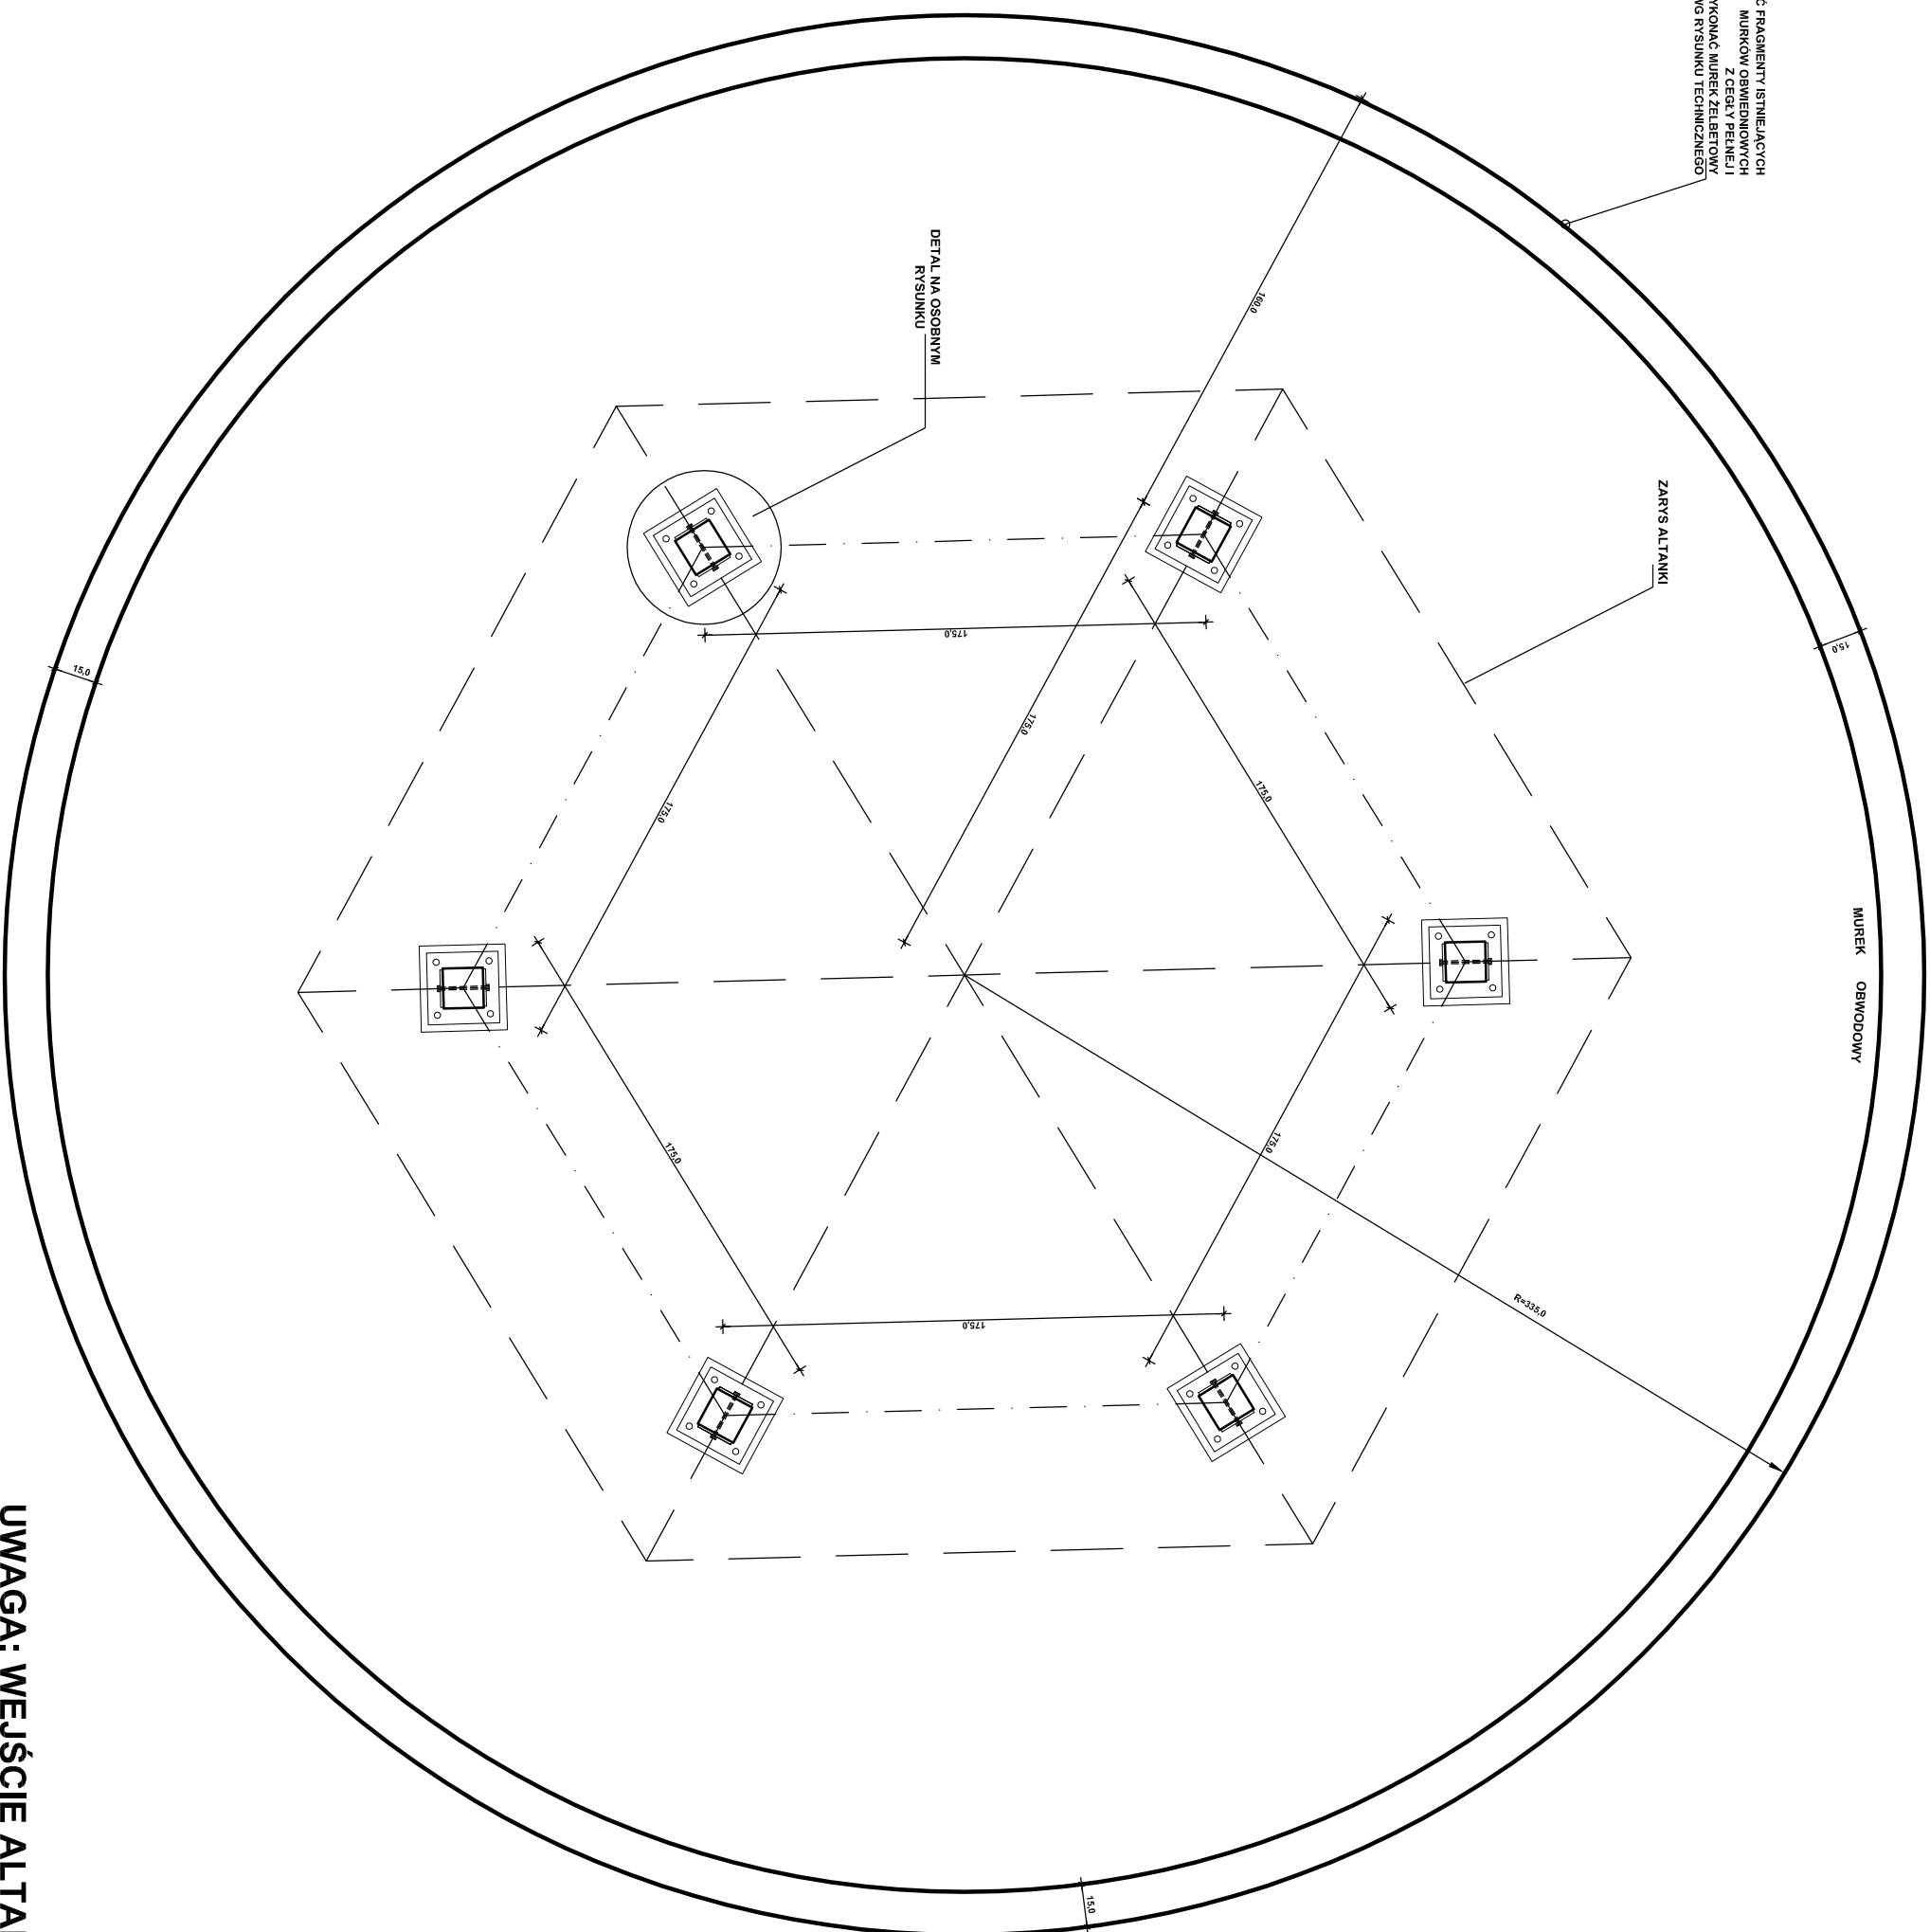 Ć FRAGMENTY ISTNIEJĄCYCH
MURKÓW OBWIEDNIOWYCH
Z CEGŁY PEŁNEJ I
YKONAĆ MUREK ŻELBETOWY
WG RYSUNKU TECHNICZNEGO
ZARYS ALTANKI
MUREK OBWODOWY
DETAL NA OSOBNYM
RYSUNKU
160,0
175,0
175,0
175,0
175,0
175,0
175,0
175,0
15,0
15,0
15,0
R=335,0
UWAGA: WEJŚCIE ALTA